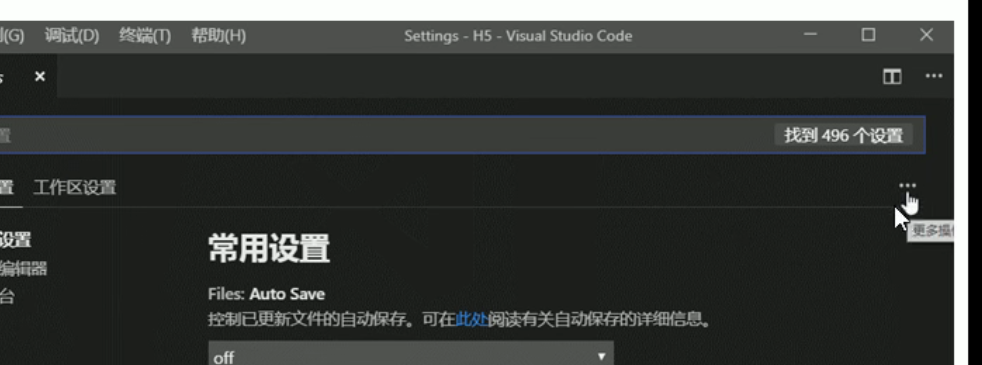 (G) 调试(D) 终端(T) 帮助(H) Settings - H5 - Visual Studio Code
找到 496 个设置
工作区设置
更多操
设置
常用设置
编辑器
台
Files: Auto Save
控制已更新文件的自动保存。可在此处阅读有关自动保存的详细信息。
off